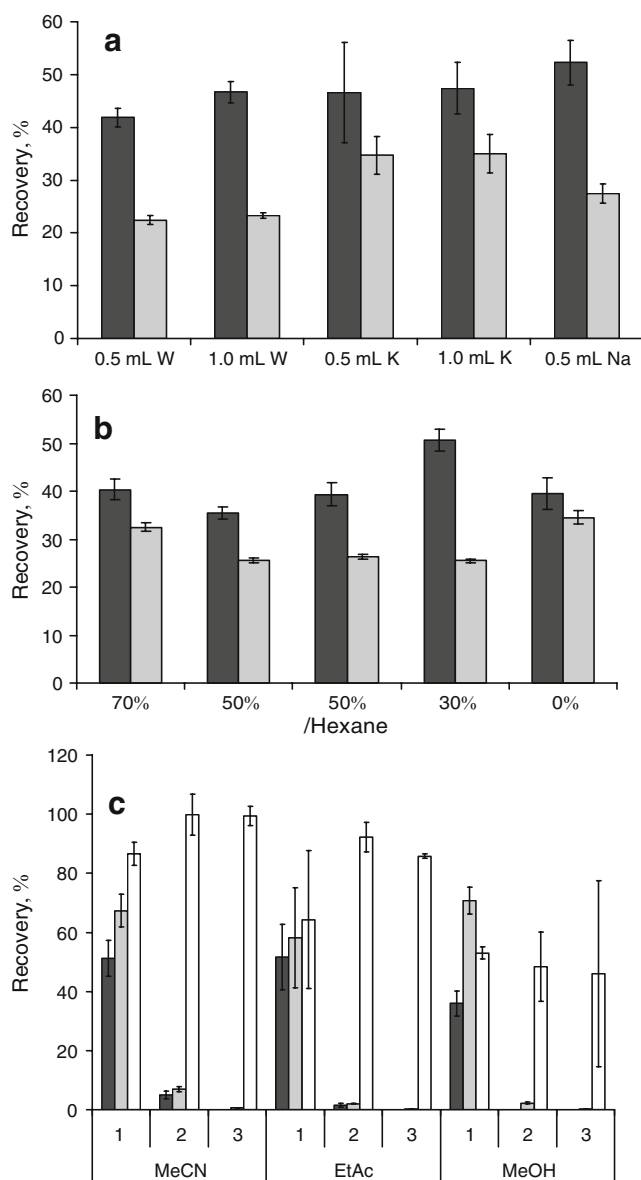 a
Recovery, %
60
50
40
30
20
10
0
0.5 mL W 1.0 mL W 0.5 mL K 1.0 mL K 0.5 mL Na
b
Recovery, %
60
50
40
30
20
10
0
70% 50% 50% 30% 0%
/Hexane
c
Recovery, %
120
100
80
60
40
20
0
1 2 3 1 2 3 1 2 3
MeCN EtAc MeOH